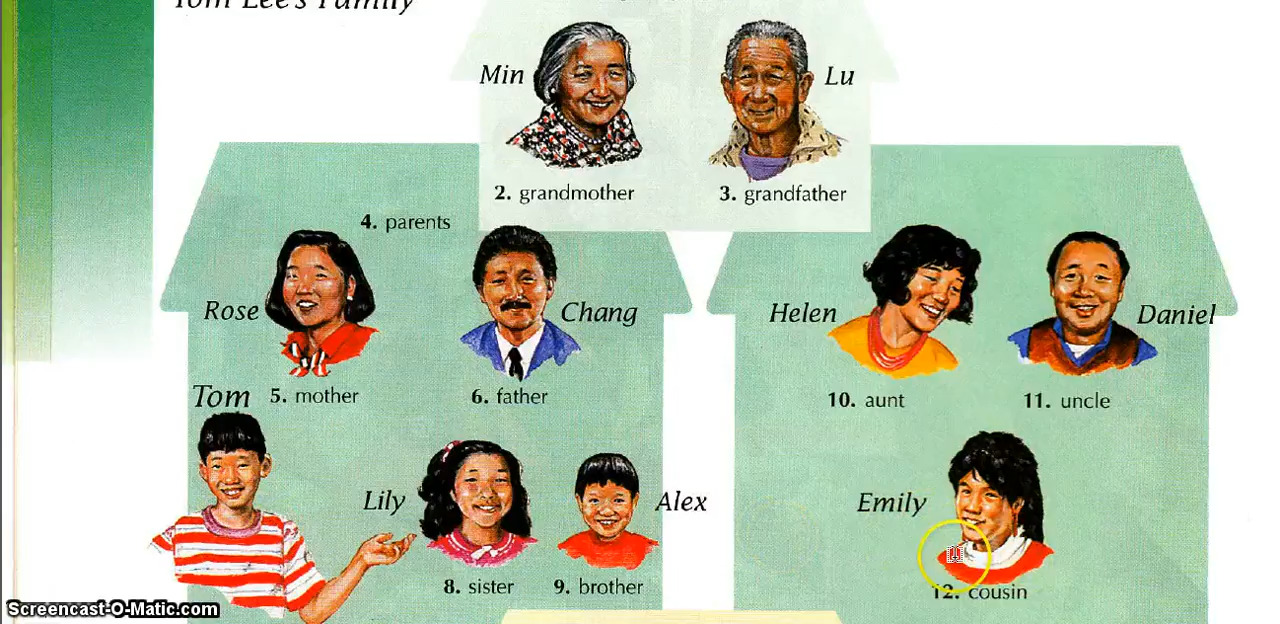 Tom Lee's Family
Min
Lu
2. grandmother
3. grandfather
4. parents
Rose
Chang
Helen
Daniel
Tom
5. mother
6. father
10. aunt
11. uncle
Lily
Alex
Emily
8. sister
9. brother
12. cousin
Screencast-O-Matic.com